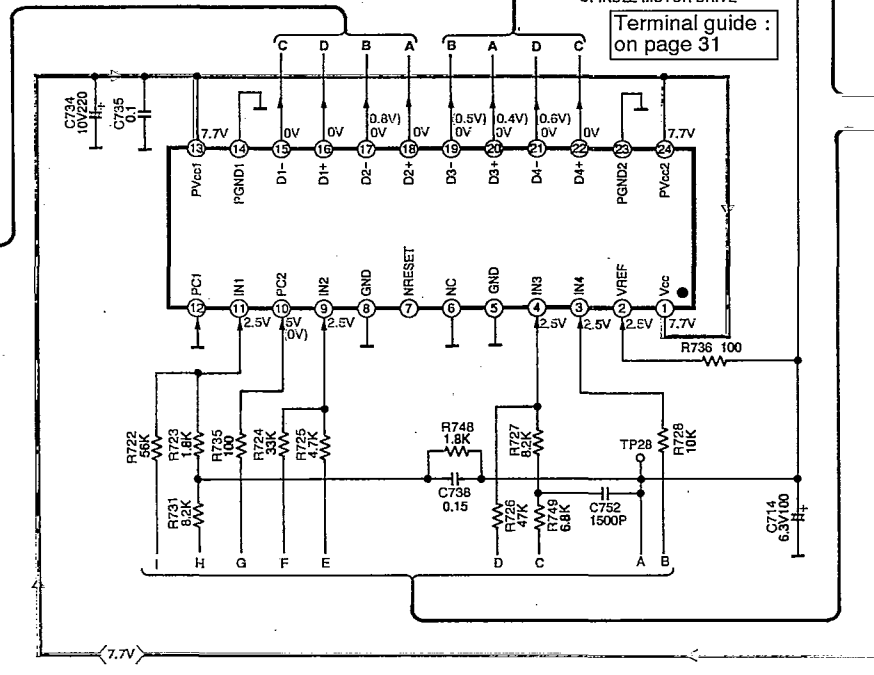 Terminal guide :
on page 31
C D B A B A D C
C734
10V220
C735
0.1
7.7V 0V 0V (0.8V) 0V 0V (0.5V) 0V (0.4V) 0V (0.6V) 0V 0V 7.7V
13 14 15 16 17 18 19 20 21 22 23 24
PVcc1 PGND1 D1- D1+ D2- D2+ D3- D3+ D4- D4+ PGND2 PVcc2
PC1 IN1 PC2 IN2 GND NRESET NC GND IN3 IN4 VREF Vcc
12 11 10 9 8 7 6 5 4 3 2 1
2.5V 5V (0V) 2.5V 2.5V 2.5V 2.5V 7.7V
R736 100
R722
56K
R723
1.8K
R735
100
R724
33K
R725
4.7K
R748
1.8K
R727
8.2K
TP28
R728
10K
C738
0.15
R731
8.2K
R726
47K
R749
6.8K
C752
1500P
C714
6.3V100
I H G F E D C A B
7.7V